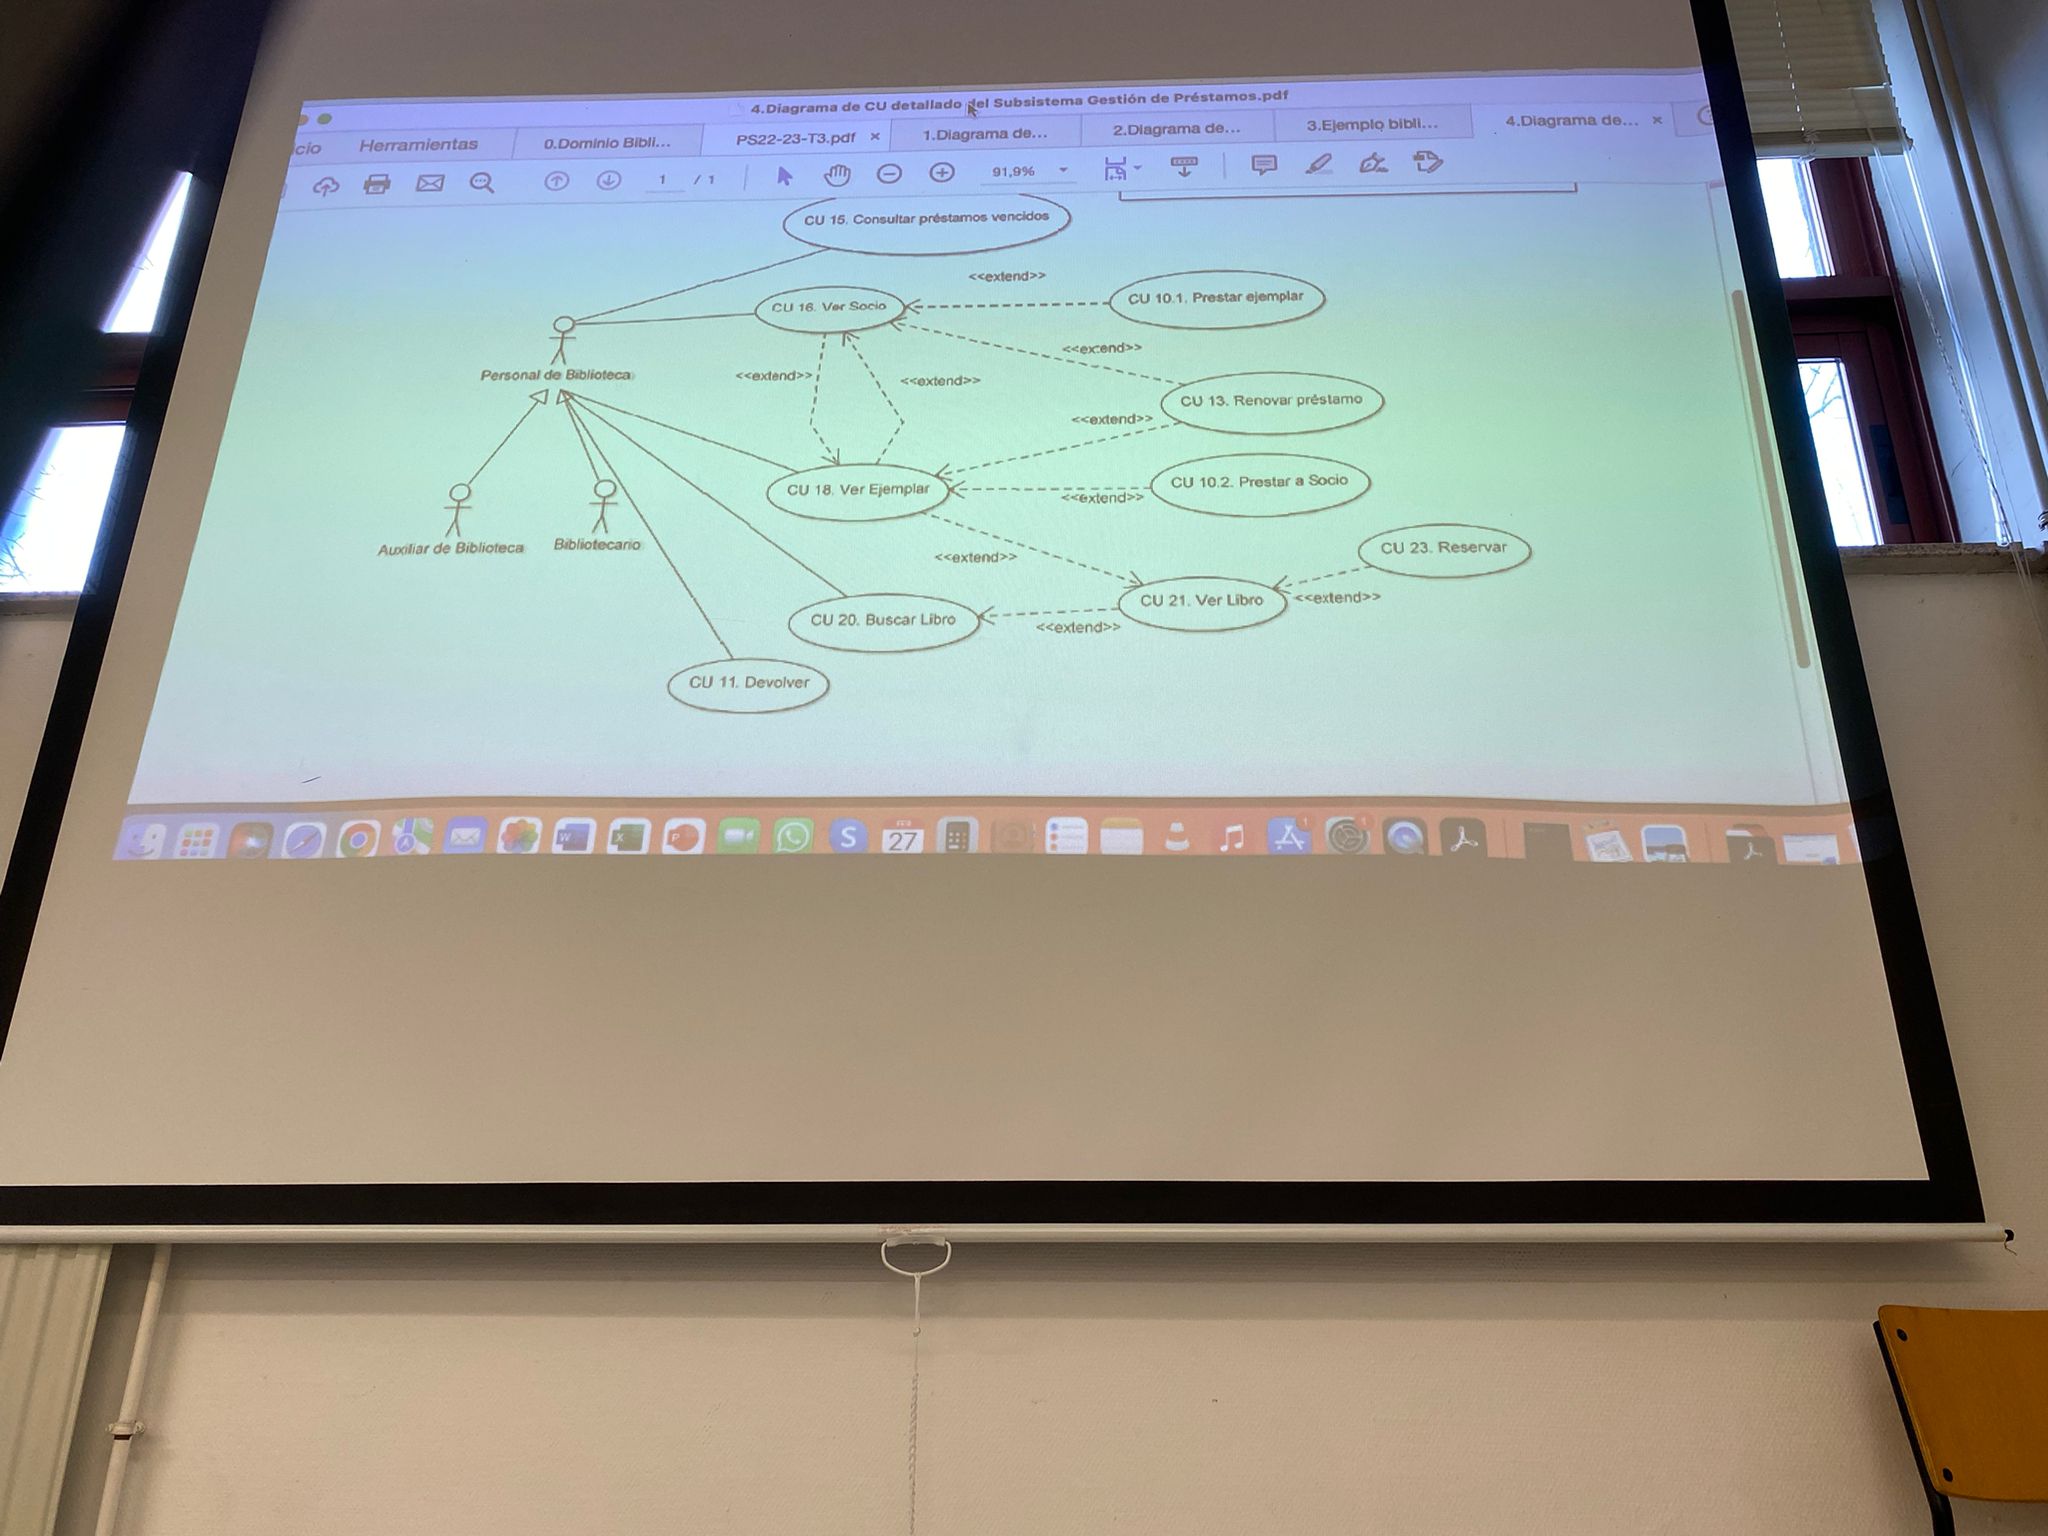 4.Diagrama de CU detallado del Subsistema Gestión de Préstamos.pdf
cio Herramientas 0.Dominio Bibli... PS22-23-T3.pdf × 1.Diagrama de... 2.Diagrama de... 3.Ejemplo bibli... 4.Diagrama de... ×
1 / 1 91,9%
CU 15. Consultar préstamos vencidos
<<extend>>
CU 16. Ver Socio
CU 10.1. Prestar ejemplar
<<extend>>
Personal de Biblioteca
<<extend>>
<<extend>>
CU 13. Renovar préstamo
<<extend>>
CU 18. Ver Ejemplar
CU 10.2. Prestar a Socio
<<extend>>
Auxiliar de Biblioteca
Bibliotecario
<<extend>>
CU 23. Reservar
CU 21. Ver Libro
<<extend>>
CU 20. Buscar Libro
<<extend>>
CU 11. Devolver
W
X
P
S
27
1
1